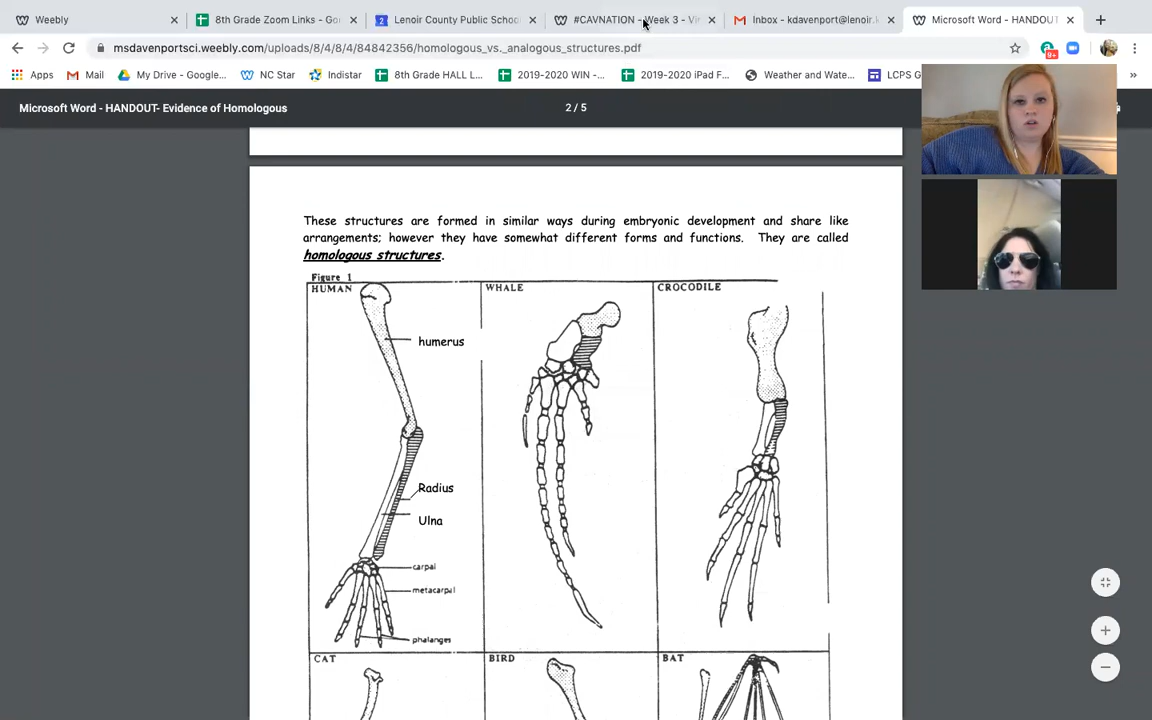 Weebly
8th Grade Zoom Links - Go
Lenoir County Public Schoo
#CAVNATION - Week 3 - Vi
Inbox - kdavenport@lenoir.k
Microsoft Word - HANDOUT
msdavenportsci.weebly.com/uploads/8/4/8/4/84842356/homologous_vs._analogous_structures.pdf
Apps
Mail
My Drive - Google...
NC Star
Indistar
8th Grade HALL L...
2019-2020 WIN -...
2019-2020 iPad F...
Weather and Wate...
LCPS G
Microsoft Word - HANDOUT- Evidence of Homologous
2 / 5
These structures are formed in similar ways during embryonic development and share like
arrangements; however they have somewhat different forms and functions. They are called
homologous structures.
Figure 1
HUMAN
WHALE
CROCODILE
humerus
Radius
Ulna
carpal
metacarpal
phalanges
CAT
BIRD
BAT